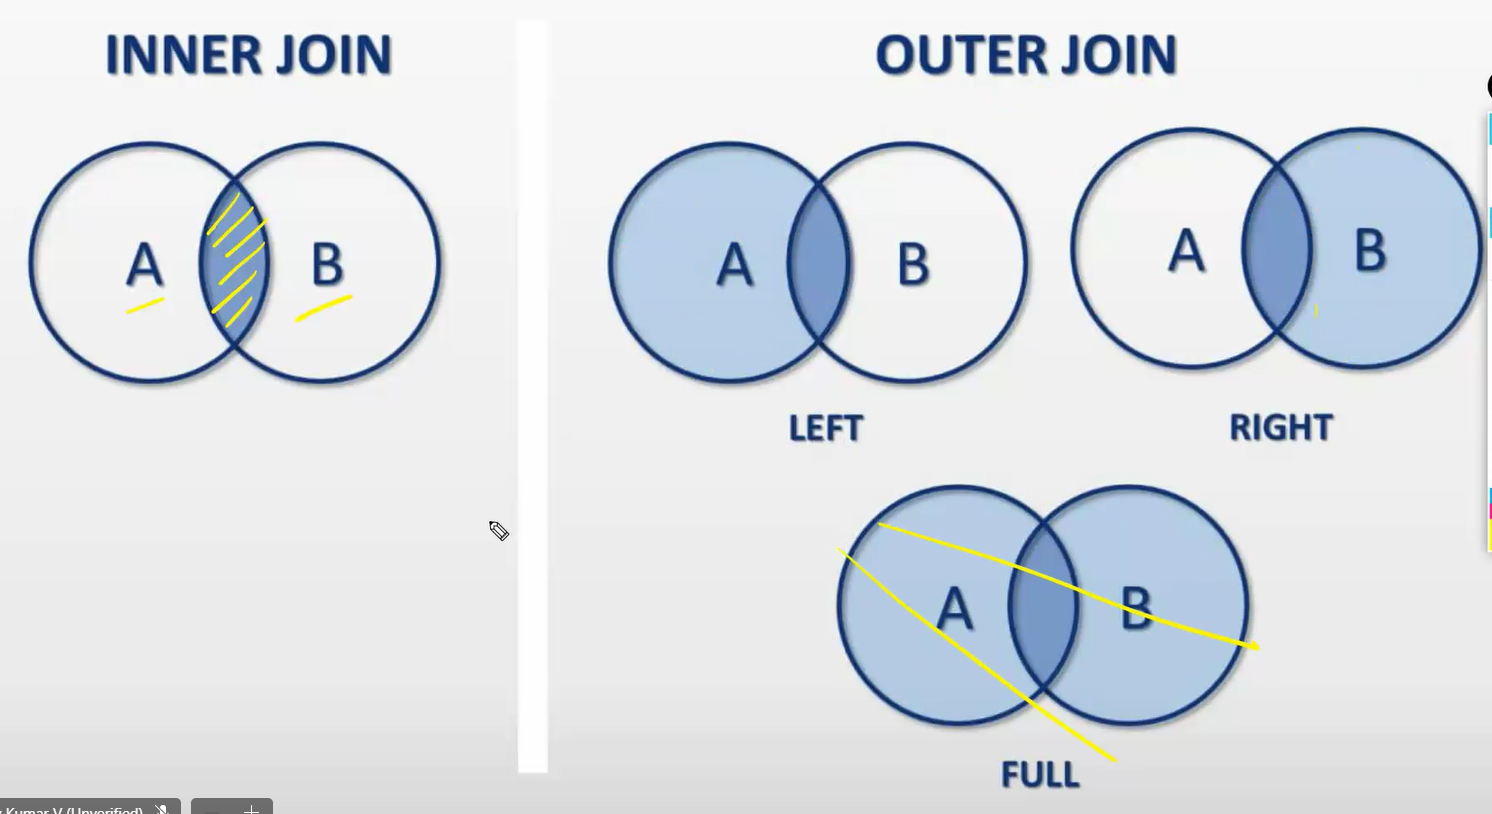 INNER JOIN
OUTER JOIN
A B
A B
A B
LEFT
RIGHT
A B
FULL
Kumar V (Unverified)